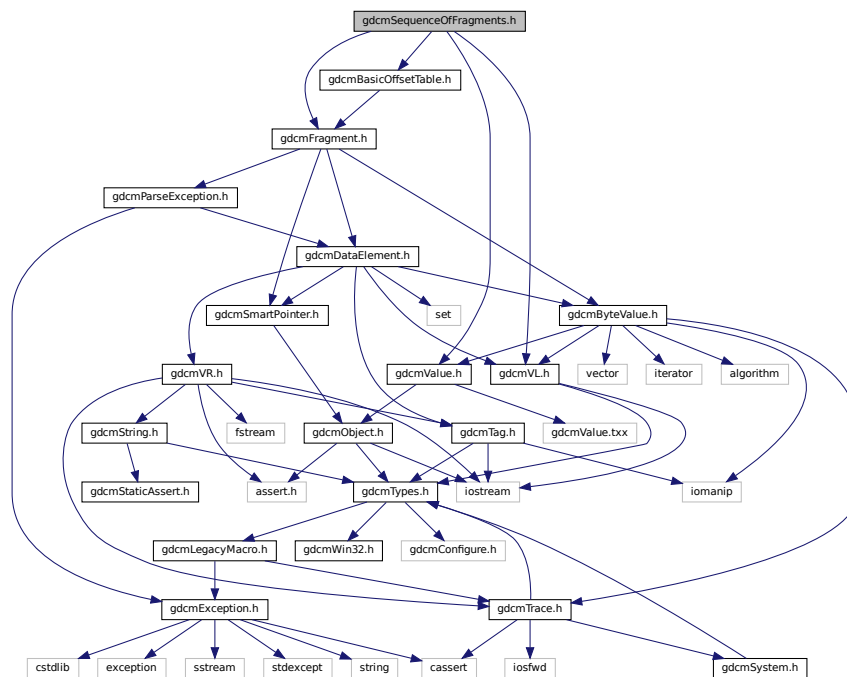 gdcmSequenceOfFragments.h
gdcmBasicOffsetTable.h
gdcmFragment.h
gdcmParseException.h
gdcmDataElement.h
gdcmSmartPointer.h
set
gdcmByteValue.h
gdcmVR.h
gdcmValue.h
gdcmVL.h
vector
iterator
algorithm
gdcmString.h
fstream
gdcmObject.h
gdcmTag.h
gdcmValue.txx
gdcmStaticAssert.h
assert.h
gdcmTypes.h
iostream
iomanip
gdcmLegacyMacro.h
gdcmWin32.h
gdcmConfigure.h
gdcmException.h
gdcmTrace.h
cstdlib
exception
sstream
stdexcept
string
cassert
iosfwd
gdcmSystem.h